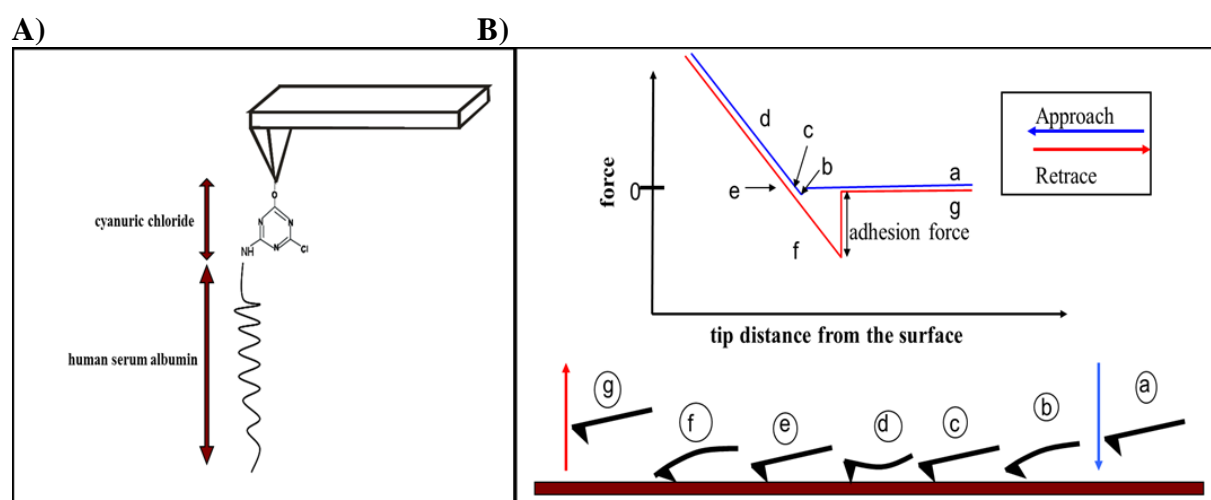 A)
cyanuric chloride
human serum albumin
O
N
N
N
NH
Cl
B)
force
0
d
c
b
a
e
g
f
adhesion force
tip distance from the surface
Approach
Retrace
g
f
e
d
c
b
a